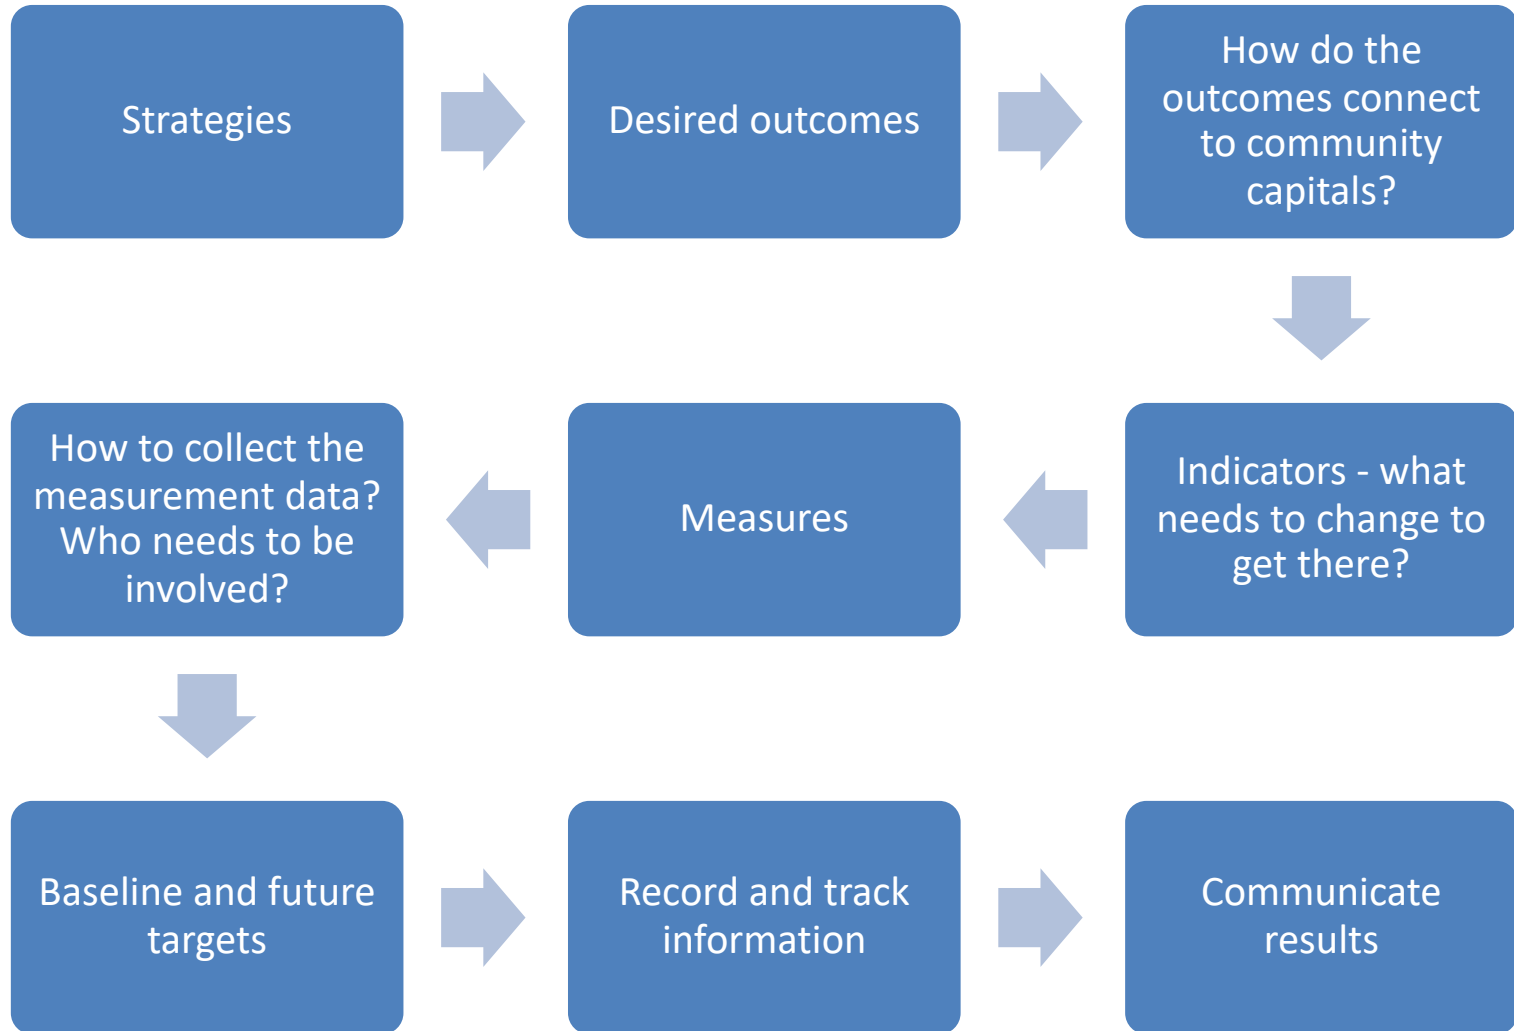 Strategies
Desired outcomes
How do the
outcomes connect
to community
capitals?
Indicators - what
needs to change to
get there?
Measures
How to collect the
measurement data?
Who needs to be
involved?
Baseline and future
targets
Record and track
information
Communicate
results